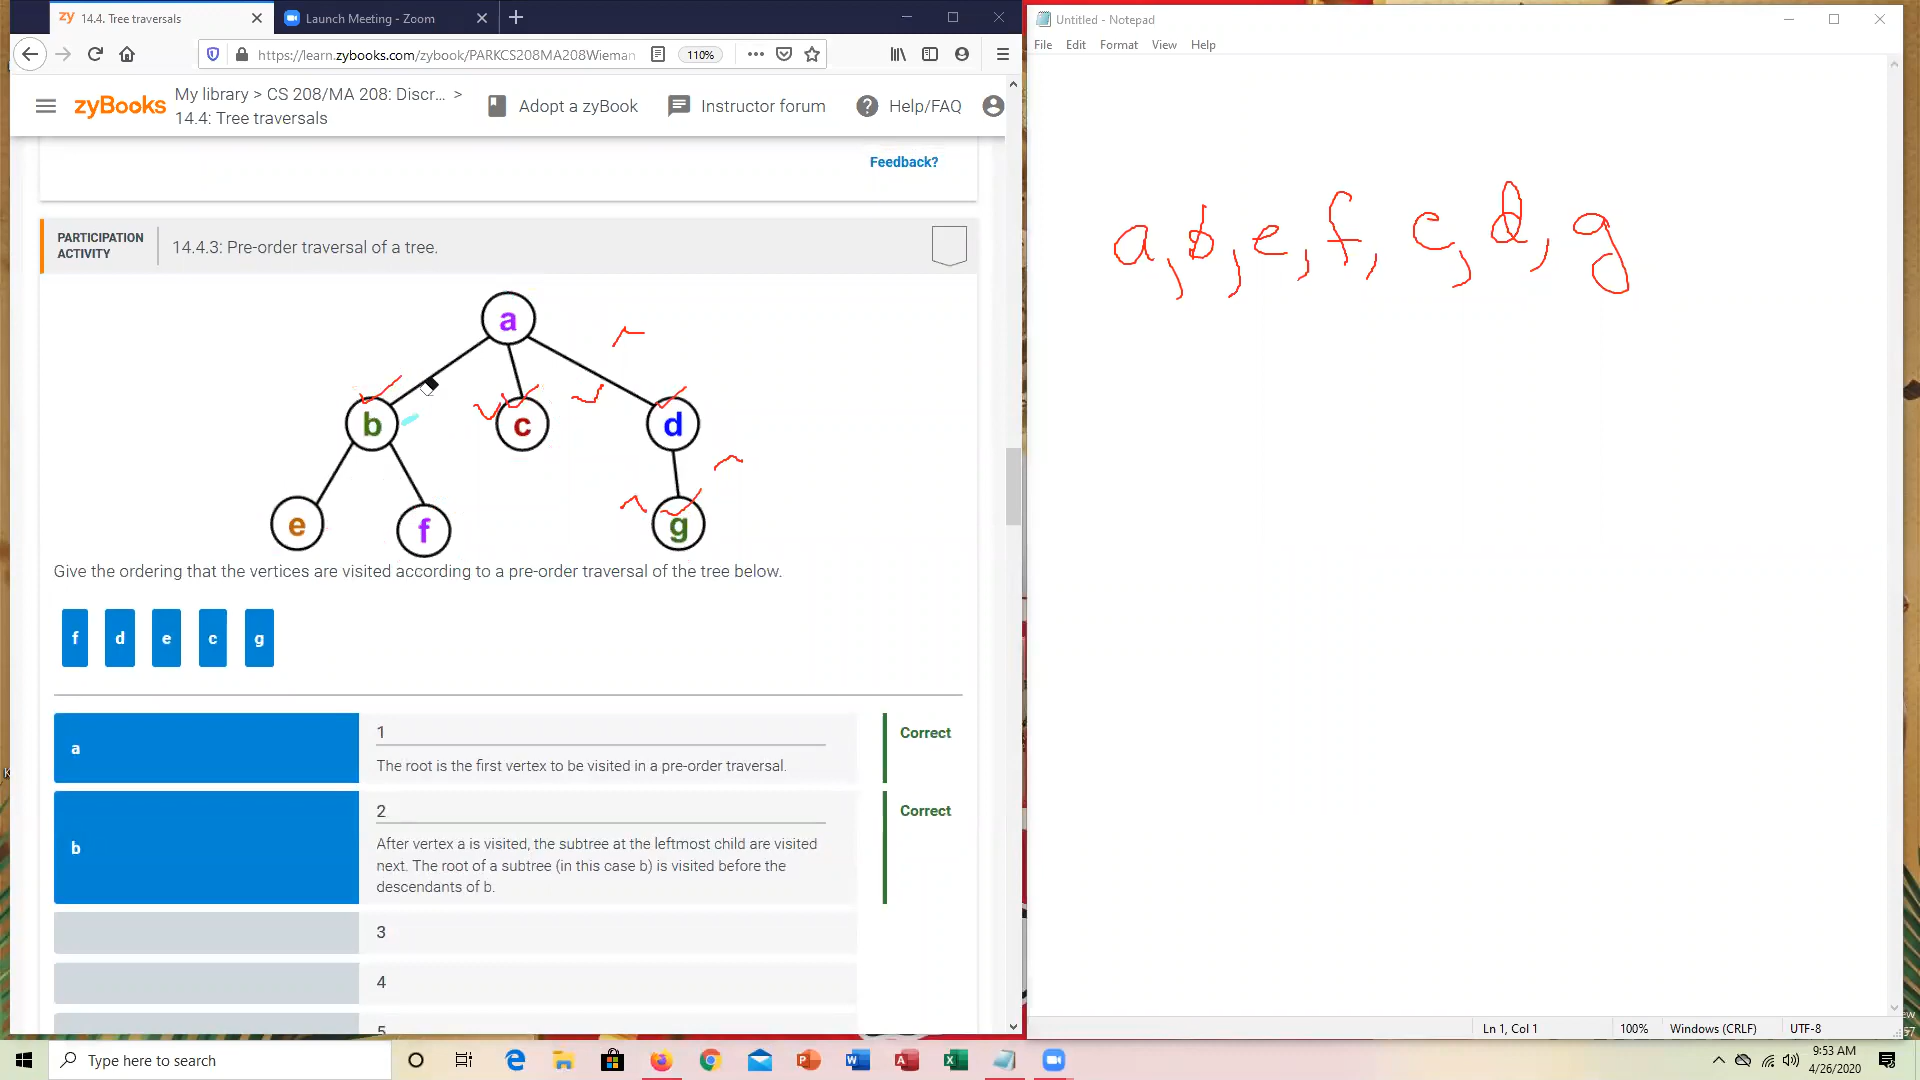 14.4. Tree traversals
Launch Meeting - Zoom
https://learn.zybooks.com/zybook/PARKCS208MA208Wieman
110%
zyBooks
My library > CS 208/MA 208: Discr... >
14.4: Tree traversals
Adopt a zyBook
Instructor forum
Help/FAQ
Feedback?
PARTICIPATION
ACTIVITY
14.4.3: Pre-order traversal of a tree.
a
b
c
d
e
f
g
Give the ordering that the vertices are visited according to a pre-order traversal of the tree below.
f d e c g
a
1
The root is the first vertex to be visited in a pre-order traversal.
Correct
b
2
After vertex a is visited, the subtree at the leftmost child are visited
next. The root of a subtree (in this case b) is visited before the
descendants of b.
Correct
3
4
5
Untitled - Notepad
File Edit Format View Help
a, b, e, f, c, d, g
Ln 1, Col 1
100%
Windows (CRLF)
UTF-8
Type here to search
9:53 AM
4/26/2020